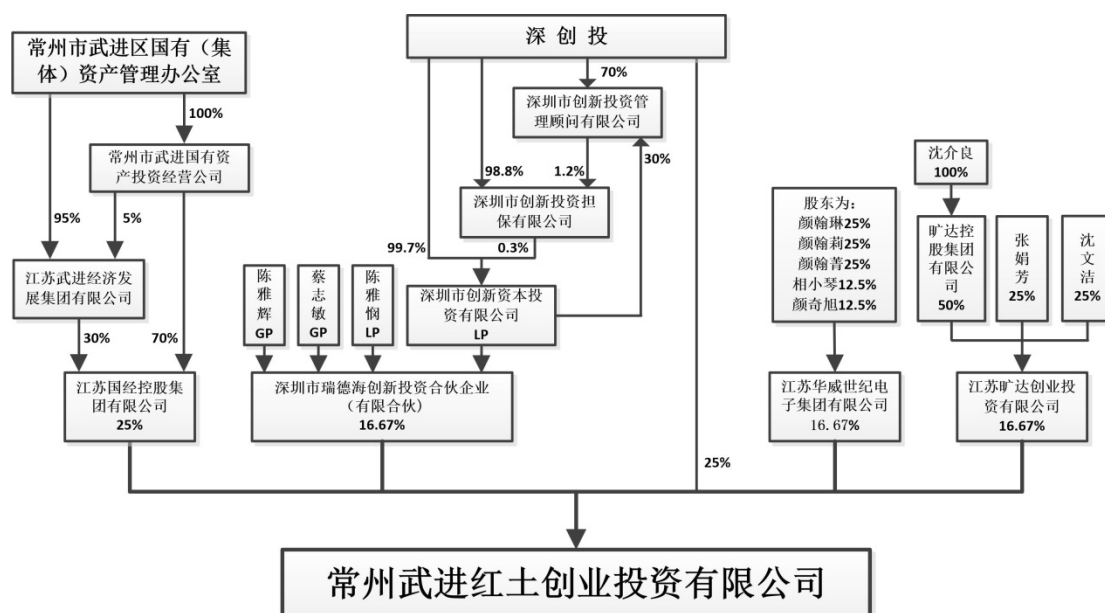 常州市武进区国有（集
体）资产管理办公室
100%
常州市武进国有资
产投资经营公司
95%
5%
江苏武进经济发
展集团有限公司
30%
70%
江苏国经控股集
团有限公司
25%
深创投
70%
深圳市创新投资管
理顾问有限公司
30%
98.8%
1.2%
深圳市创新投资担
保有限公司
99.7%
0.3%
陈雅辉
GP
蔡志敏
GP
陈雅悯
LP
深圳市创新资本投
资有限公司
LP
深圳市瑞德海创新投资合伙企业
（有限合伙)
16.67%
25%
股东为：
颜翰琳25%
颜翰莉25%
颜翰菁25%
相小琴12.5%
颜奇旭12.5%
江苏华威世纪电
子集团有限公司
16.67%
沈介良
100%
旷达控股集团有限公司
50%
张娟芳
25%
沈文洁
25%
江苏旷达创业投
资有限公司
16.67%
常州武进红土创业投资有限公司